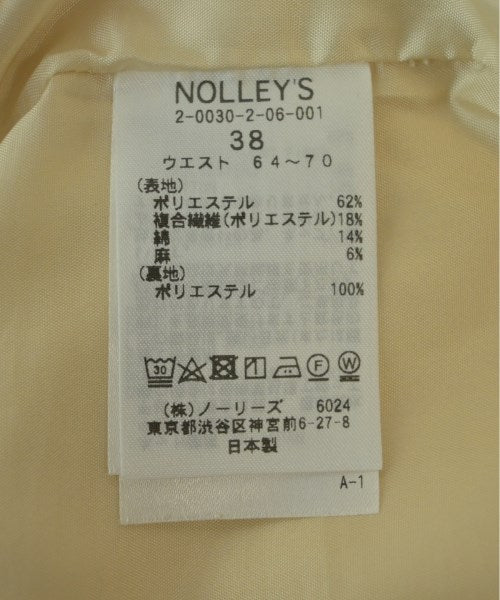 NOLLEY'S
2-0030-2-06-001
38
ウエスト 64～70
(表地)
ポリエステル 62%
複合繊維(ポリエステル)18%
綿 14%
麻 6%
(裏地)
ポリエステル 100%
30 F W
(株)ノーリーズ 6024
東京都渋谷区神宮前6-27-8
日本製
A-1